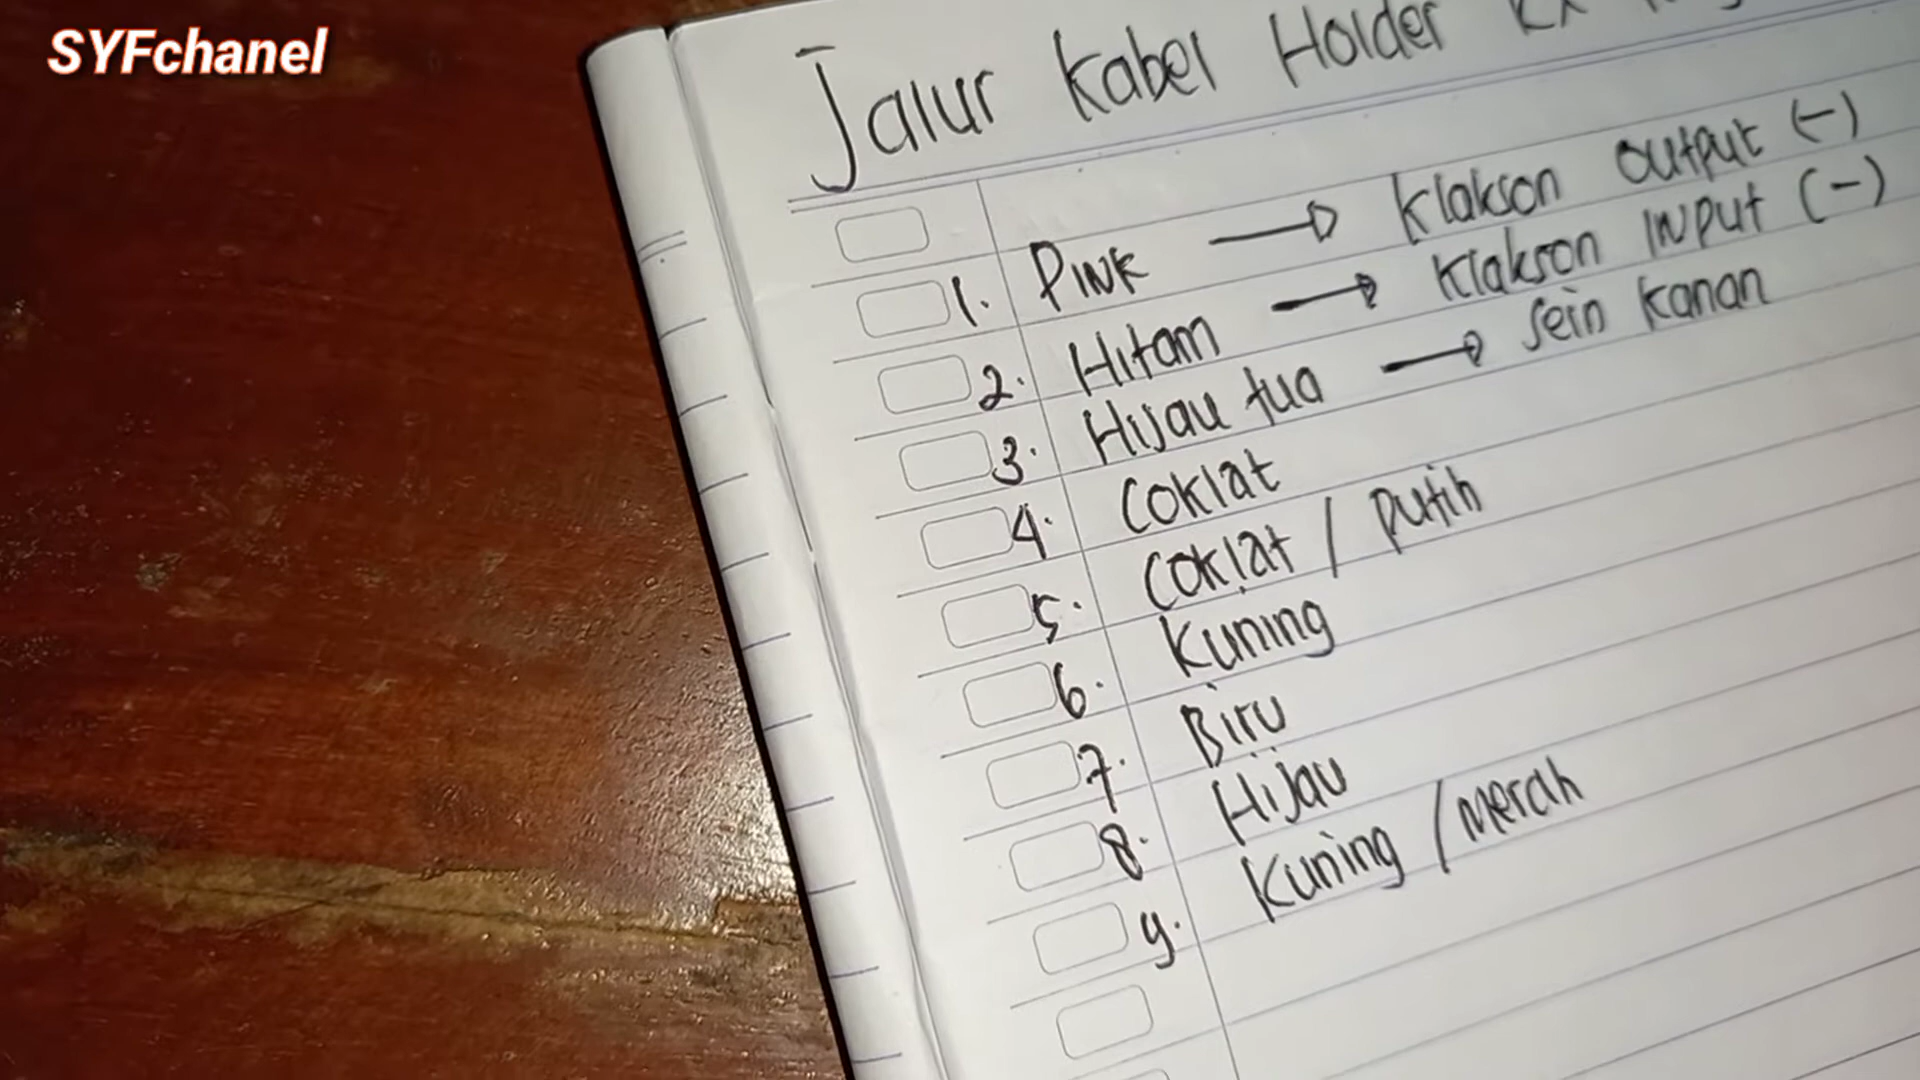 SYFchanel
Jalur Kabel Holder RX
1. Pink → Klakson output (-)
2. Hitam → Klakson INPUT (-)
3. Hijau tua → Sein Kanan
4. Coklat
5. Coklat / putih
6. Kuning
7. Biru
8. Hijau
9. Kuning / Merah